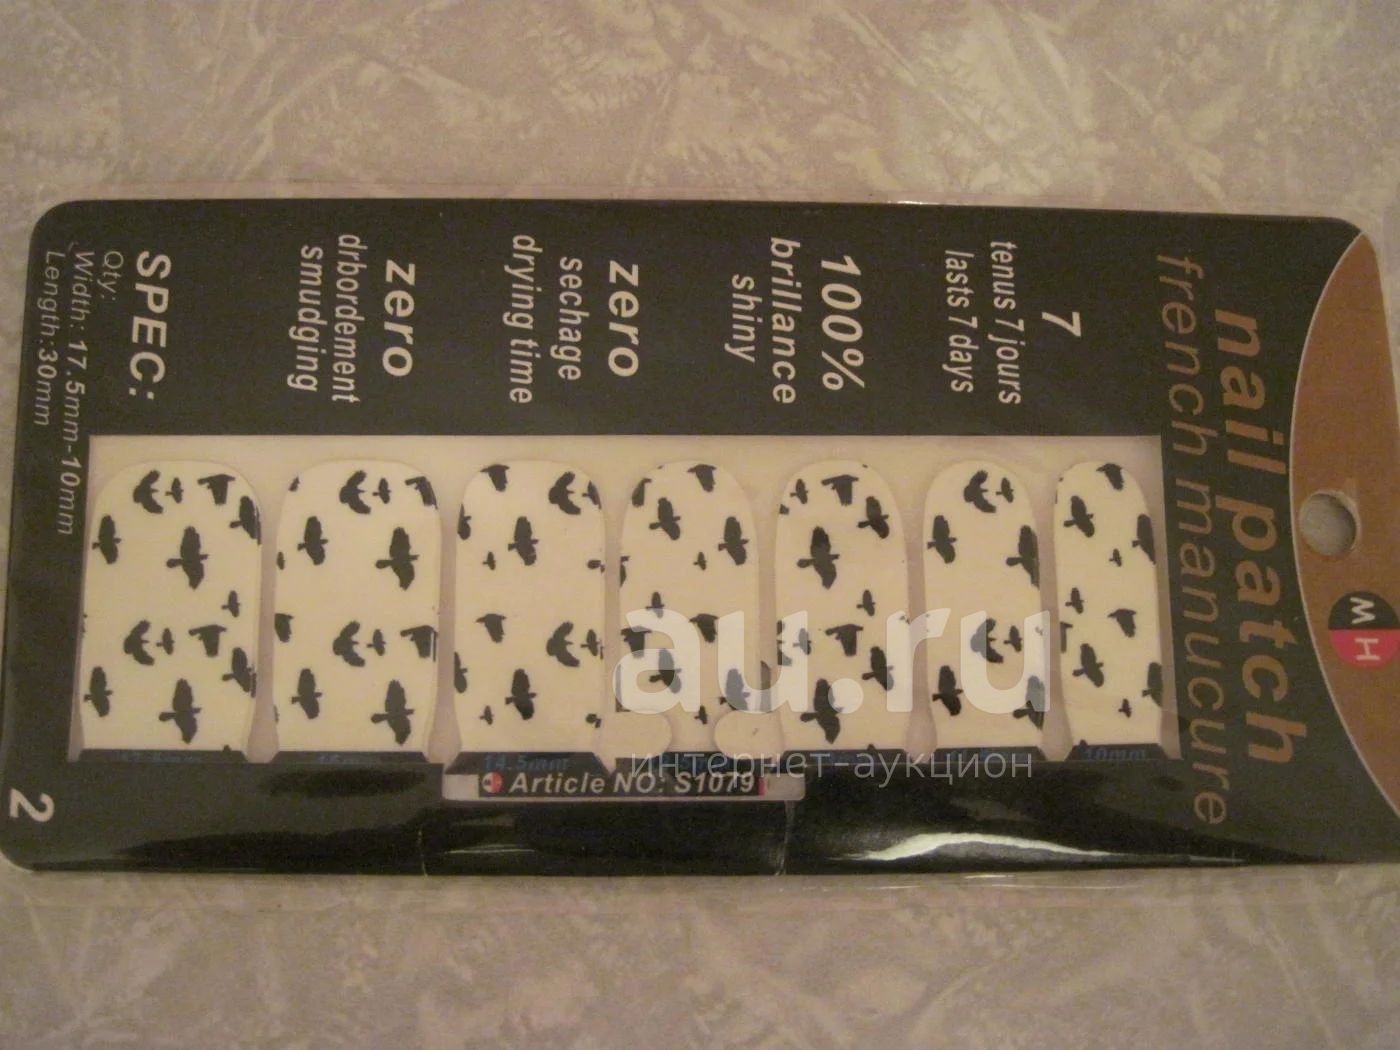 nail patch
french manucure
WH
7
tenus 7 jours
lasts 7 days
100%
brillance
shiny
zero
sechage
drying time
zero
drbordement
smudging
SPEC:
Qty:
Width: 17.5mm-10mm
Length:30mm
14.5mm
10mm
Article NO: S1079
2
au.ru
интернет-аукцион